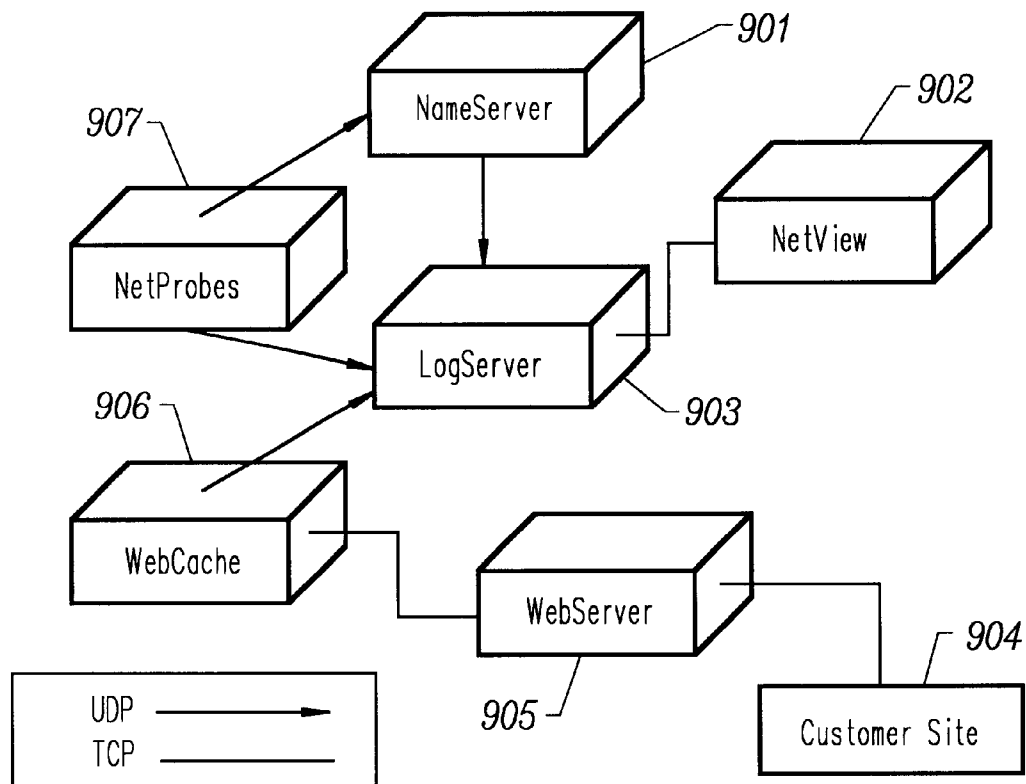 901
NameServer
902
907
NetView
NetProbes
LogServer
903
906
WebCache
WebServer
904
905
Customer Site
UDP
TCP